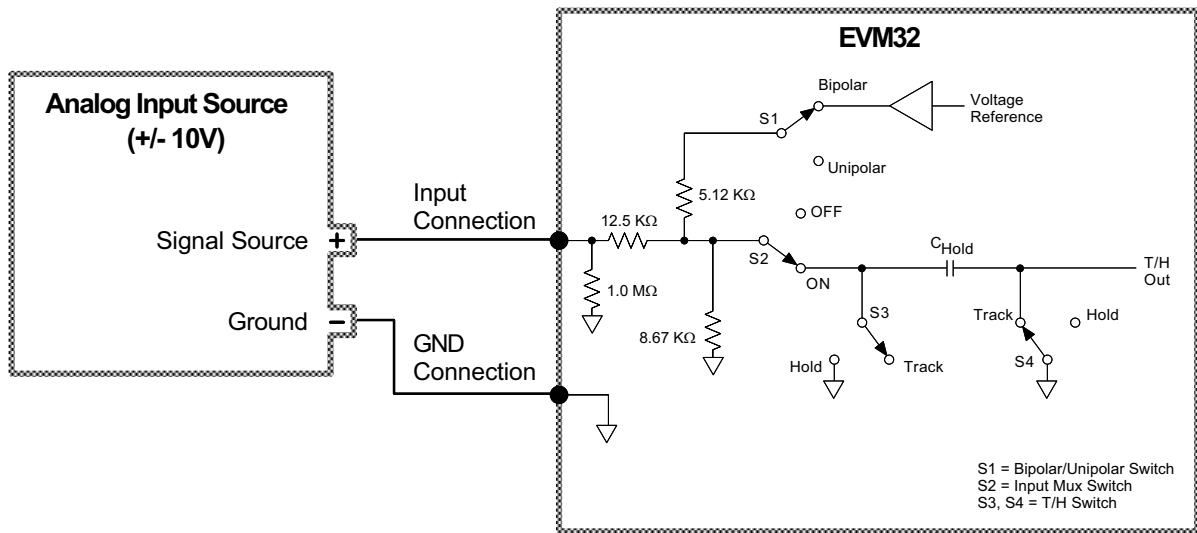 EVM32
Analog Input Source
(+/- 10V)
Bipolar
Voltage
Reference
S1
Unipolar
5.12 KΩ
OFF
Input
Connection
12.5 KΩ
Signal Source +
S2
ON
C Hold
T/H
Out
1.0 MΩ
8.67 KΩ
S3
Track
Hold
Ground −
GND
Connection
Hold
Track
S4
S1 = Bipolar/Unipolar Switch
S2 = Input Mux Switch
S3, S4 = T/H Switch